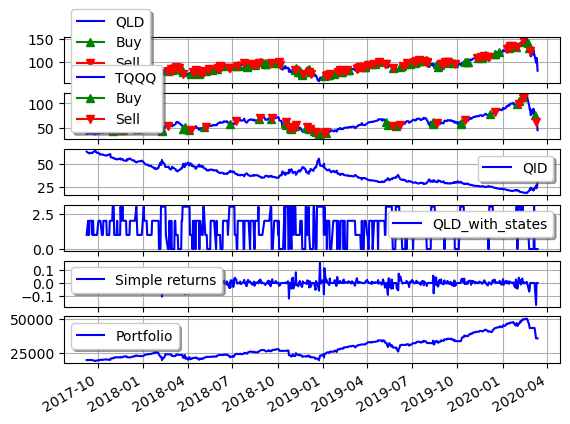 QLD
Buy
Sell
150
100
TQQQ
Buy
Sell
100
50
QID
50
25
QLD_with_states
2.5
0.0
Simple returns
0.1
0.0
−0.1
Portfolio
50000
25000
2017-10
2018-01
2018-04
2018-07
2018-10
2019-01
2019-04
2019-07
2019-10
2020-01
2020-04